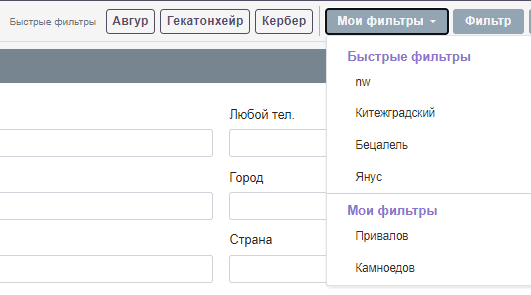 Быстрые фильтры Авгур Гекатонхейр Кербер Мои фильтры Фильтр
Быстрые фильтры
nw
Любой тел.
Китежградский
Бецалель
Город
Янус
Мои фильтры
Страна
Привалов
Камноедов